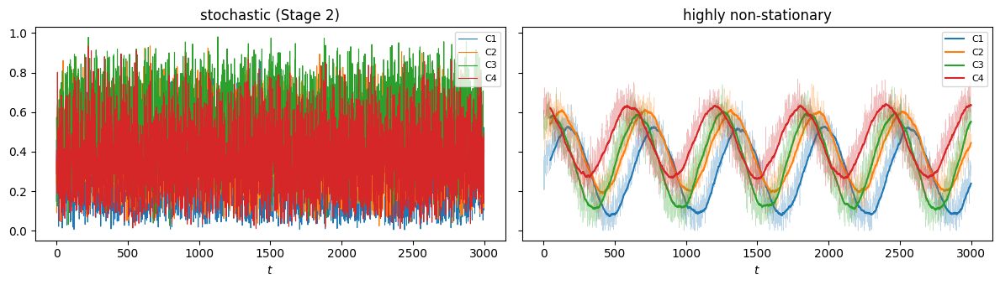 stochastic (Stage 2)
1.0
0.8
0.6
0.4
0.2
0.0
0
500
1000
1500
2000
2500
3000
t
C1
C2
C3
C4
highly non-stationary
0
500
1000
1500
2000
2500
3000
t
C1
C2
C3
C4